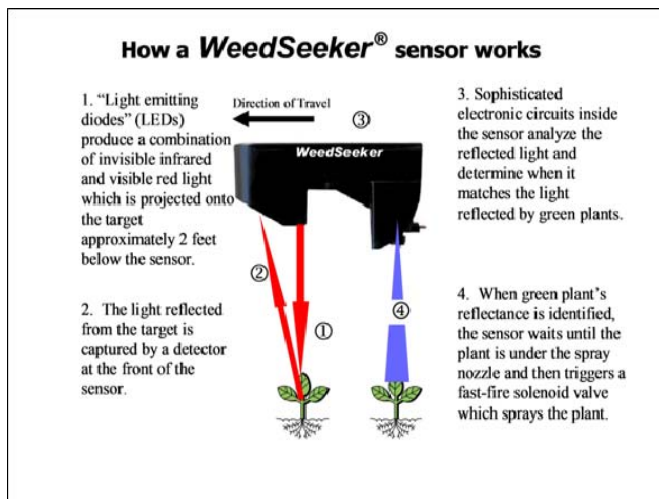 How a WeedSeeker® sensor works
1. “Light emitting
diodes” (LEDs)
produce a combination
of invisible infrared
and visible red light
which is projected onto
the target
approximately 2 feet
below the sensor.
2. The light reflected
from the target is
captured by a detector
at the front of the
sensor.
Direction of Travel
③
WeedSeeker
②
①
④
3. Sophisticated
electronic circuits inside
the sensor analyze the
reflected light and
determine when it
matches the light
reflected by green plants.
4. When green plant’s
reflectance is identified,
the sensor waits until the
plant is under the spray
nozzle and then triggers a
fast-fire solenoid valve
which sprays the plant.